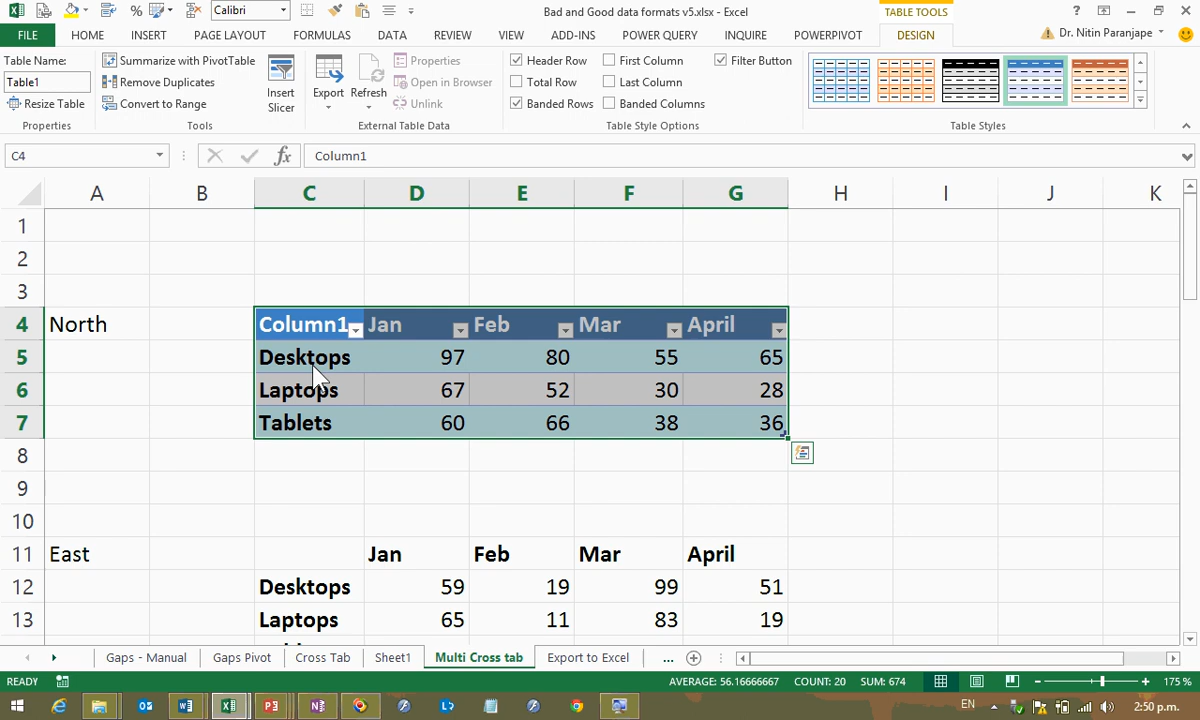 Calibri
Bad and Good data formats v5.xlsx - Excel
TABLE TOOLS
?
FILE HOME INSERT PAGE LAYOUT FORMULAS DATA REVIEW VIEW ADD-INS POWER QUERY INQUIRE POWERPIVOT DESIGN
Dr. Nitin Paranjape
Table Name:
Table1
Resize Table
Properties
Summarize with PivotTable
Remove Duplicates
Convert to Range
Tools
Insert
Slicer
Export
Refresh
Properties
Open in Browser
Unlink
External Table Data
Header Row
Total Row
Banded Rows
First Column
Last Column
Banded Columns
Filter Button
Table Style Options
Table Styles
C4
fx
Column1
A B C D E F G H I J K
1
2
3
4 North Column1 Jan Feb Mar April
5 Desktops 97 80 55 65
6 Laptops 67 52 30 28
7 Tablets 60 66 38 36
8
9
10
11 East Jan Feb Mar April
12 Desktops 59 19 99 51
13 Laptops 65 11 83 19
Gaps - Manual Gaps Pivot Cross Tab Sheet1 Multi Cross tab Export to Excel ...
READY
AVERAGE: 56.16666667 COUNT: 20 SUM: 674
175 %
EN
2:50 p.m.